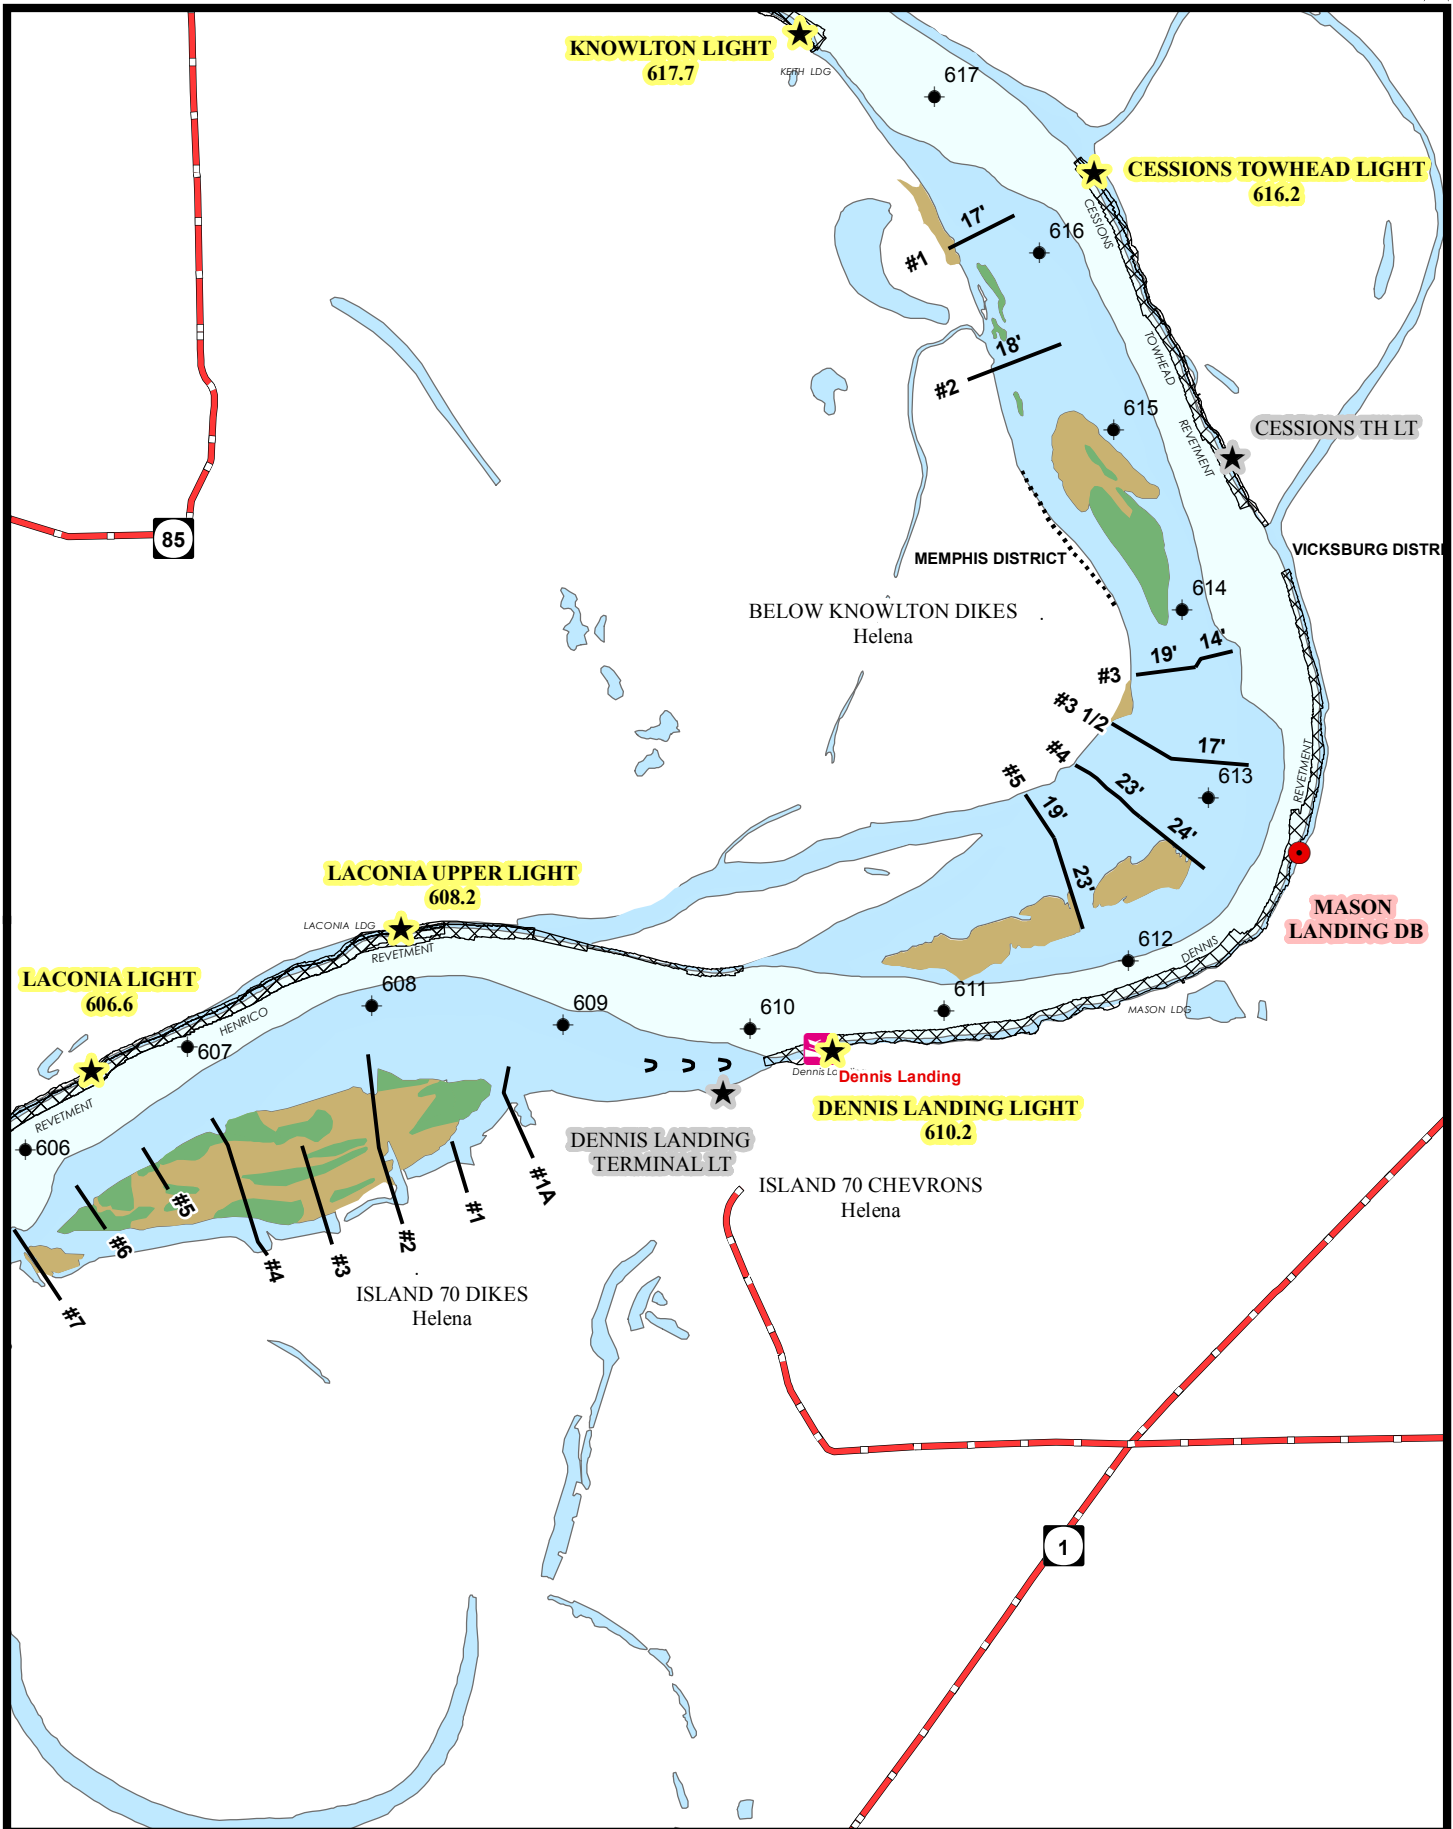 KNOWLTON LIGHT
617.7
KEITH LDG
617
CESSIONS TOWHEAD LIGHT
616.2
CESSIONS
17'
616
#1
18'
TOWHEAD
#2
615
REVETMENT
CESSIONS TH LT
85
MEMPHIS DISTRICT
VICKSBURG DISTRI
614
BELOW KNOWLTON DIKES
Helena
14'
19'
#3
#3 1/2
17'
#4
REVETMENT
#5
613
23'
19'
24'
LACONIA UPPER LIGHT
608.2
23'
MASON
LANDING DB
LACONIA LDG
REVETMENT
DENNIS
612
LACONIA LIGHT
606.6
608
611
MASON LDG
609
610
HENRICO
607
Dennis Landing
DENNIS LANDING LIGHT
610.2
REVETMENT
606
DENNIS LANDING
TERMINAL LT
#1A
ISLAND 70 CHEVRONS
Helena
#1
#5
#2
#6
#3
#4
ISLAND 70 DIKES
Helena
#7
1